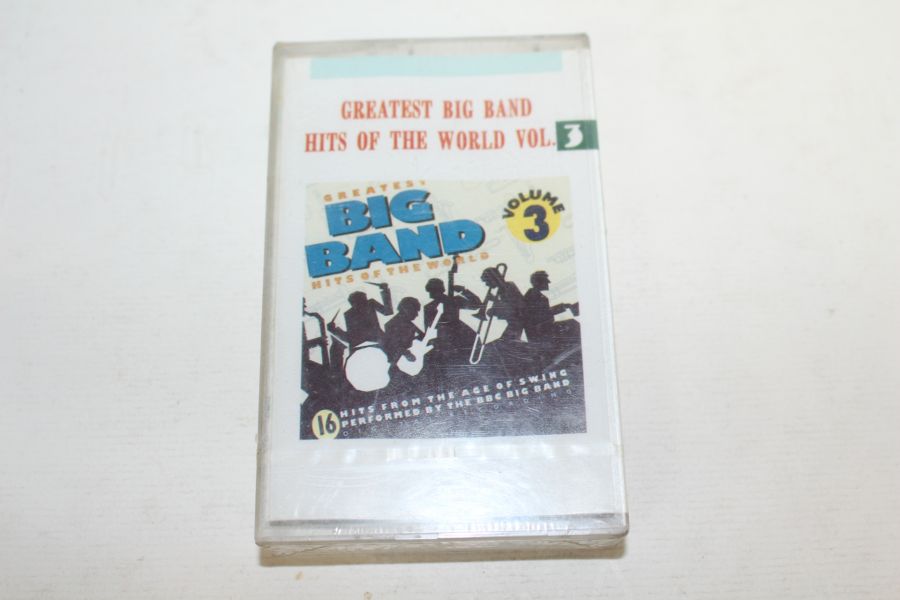 GREATEST BIG BAND
HITS OF THE WORLD VOL. 3
GREATEST
BIG
BAND
HITS OF THE WORLD
VOLUME
3
16 HITS FROM THE AGE OF SWING
PERFORMED BY THE BBC BIG BAND